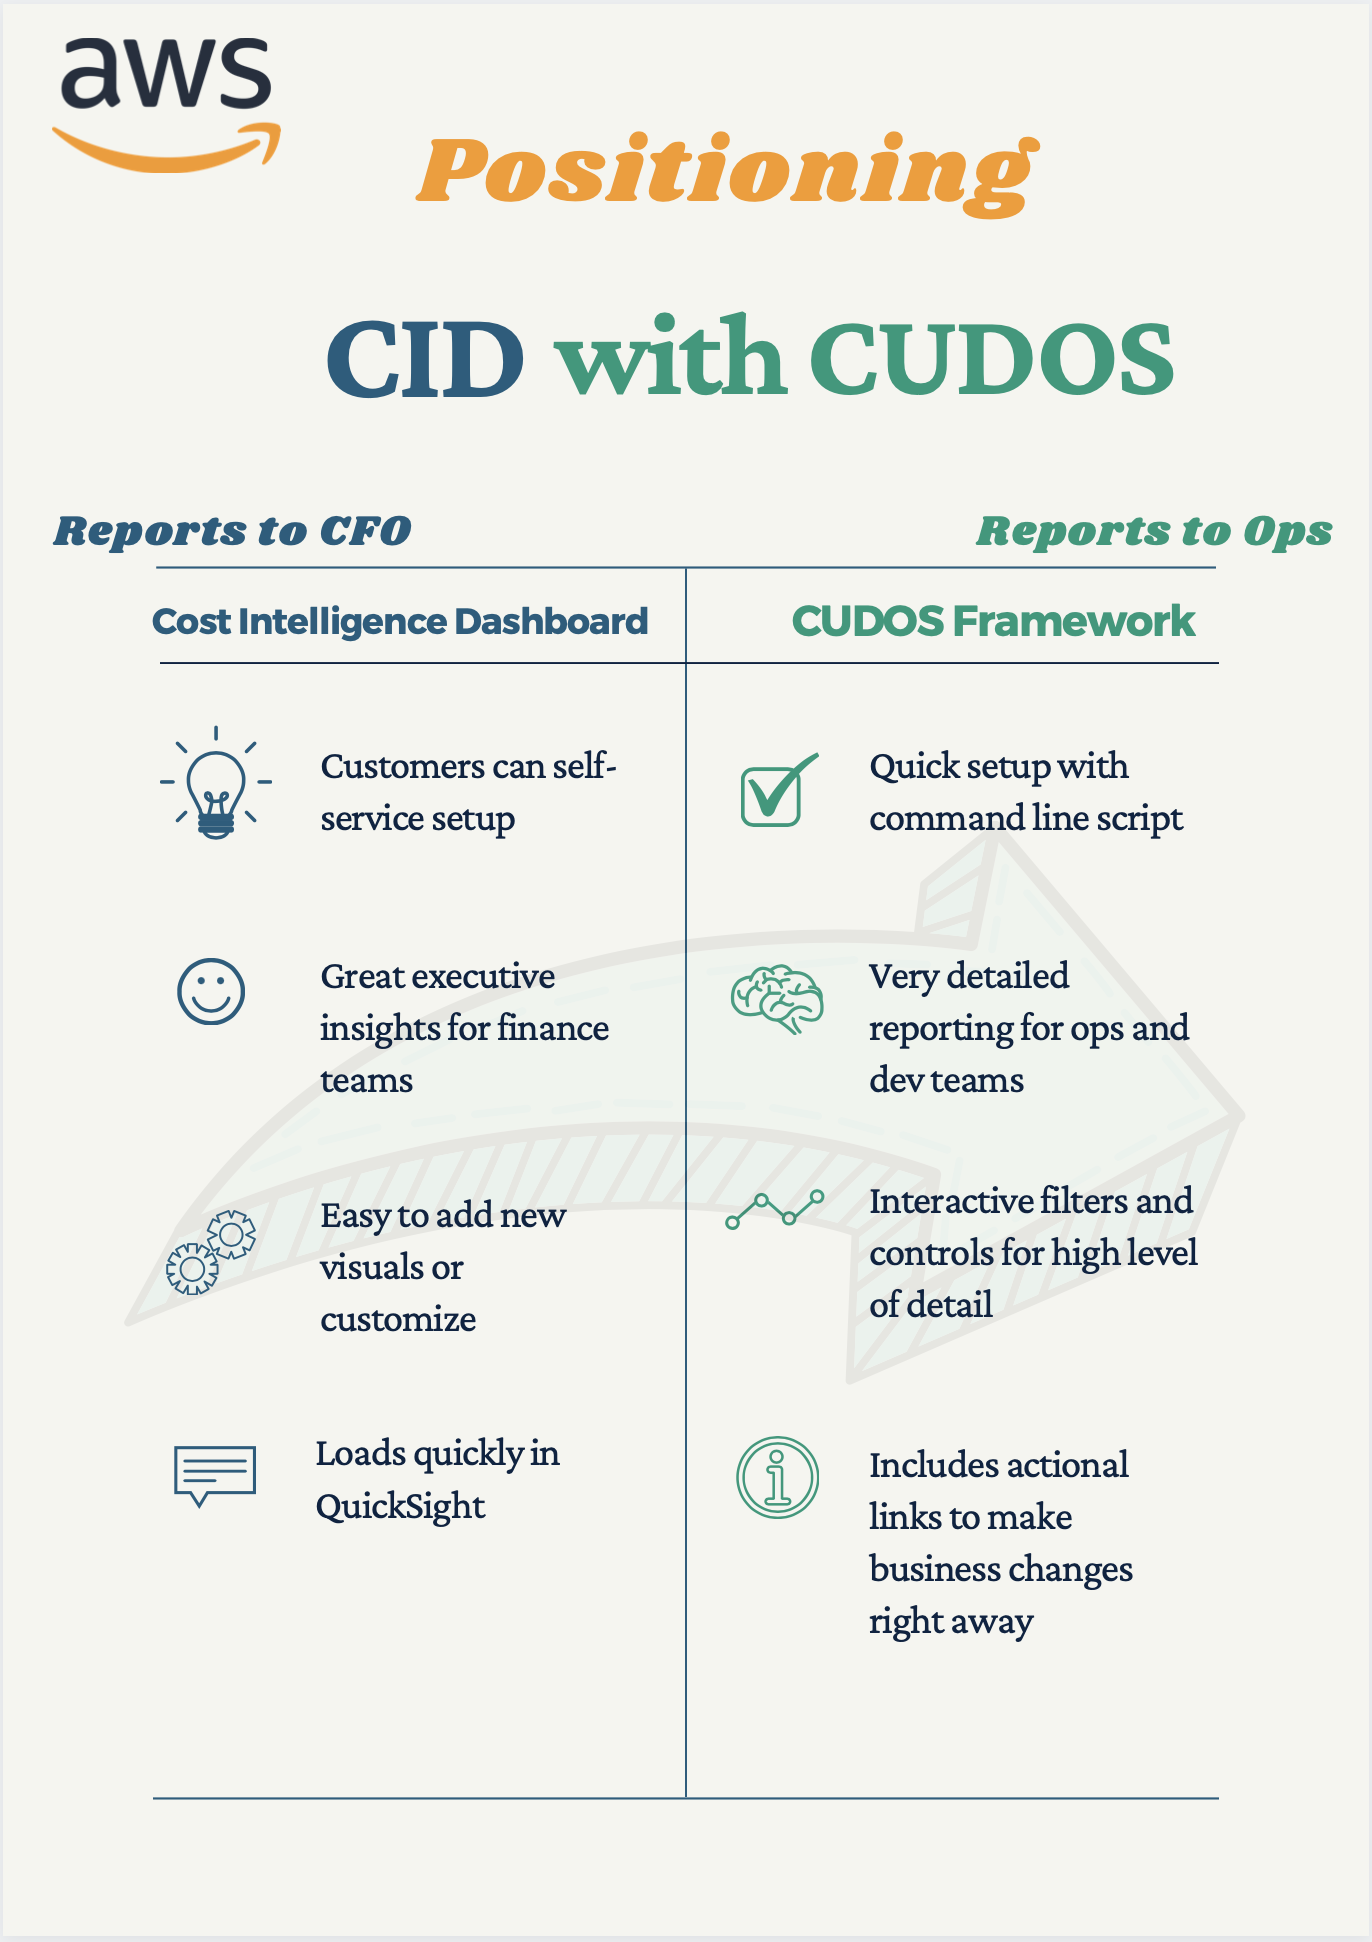 aws
Positioning
CID with CUDOS
Reports to CFO
Reports to Ops
Cost Intelligence Dashboard
CUDOS Framework
Customers can self-
service setup
Quick setup with
command line script
Great executive
insights for finance
teams
Very detailed
reporting for ops and
dev teams
Easy to add new
visuals or
customize
Interactive filters and
controls for high level
of detail
Loads quickly in
QuickSight
Includes actional
links to make
business changes
right away